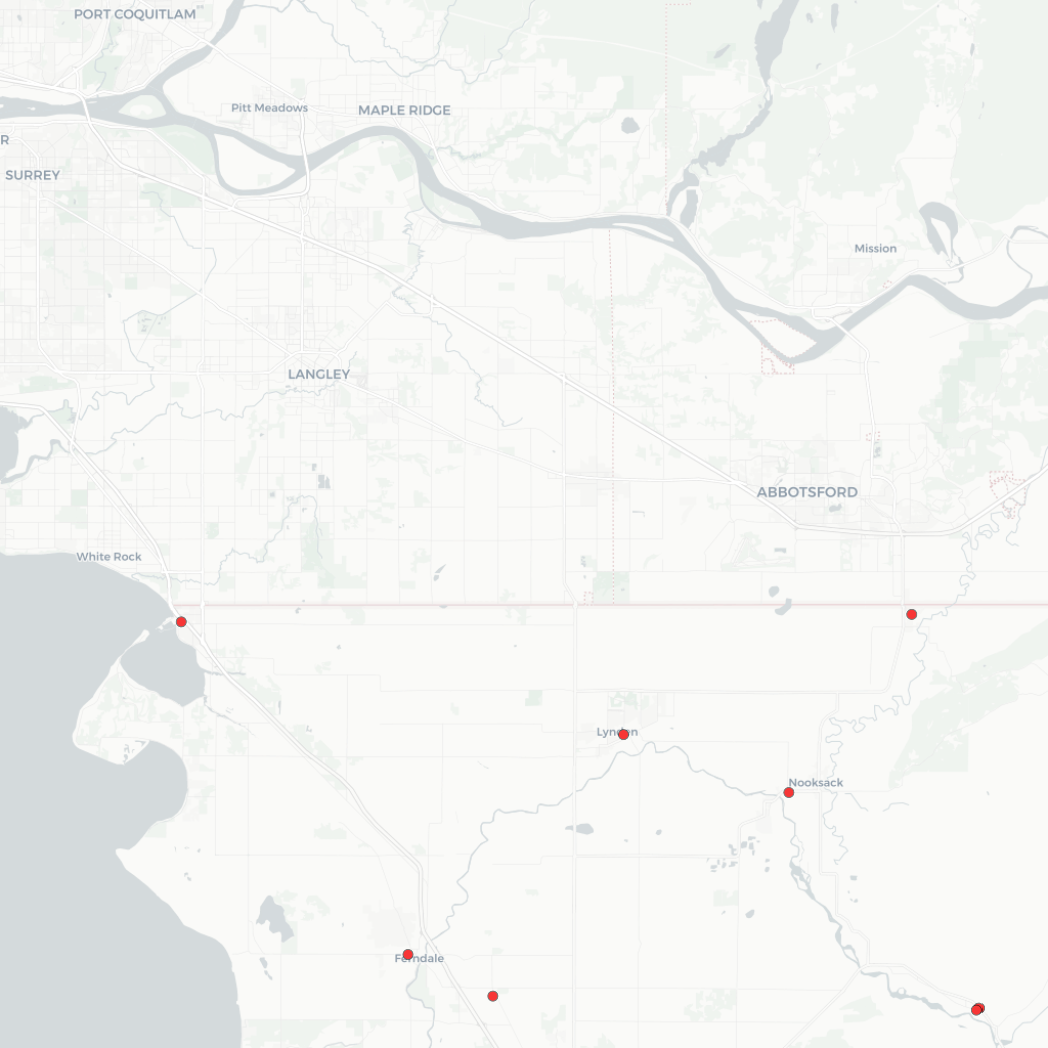 PORT COQUITLAM
Pitt Meadows
MAPLE RIDGE
R
SURREY
Mission
LANGLEY
ABBOTSFORD
White Rock
Lynden
Nooksack
Ferndale